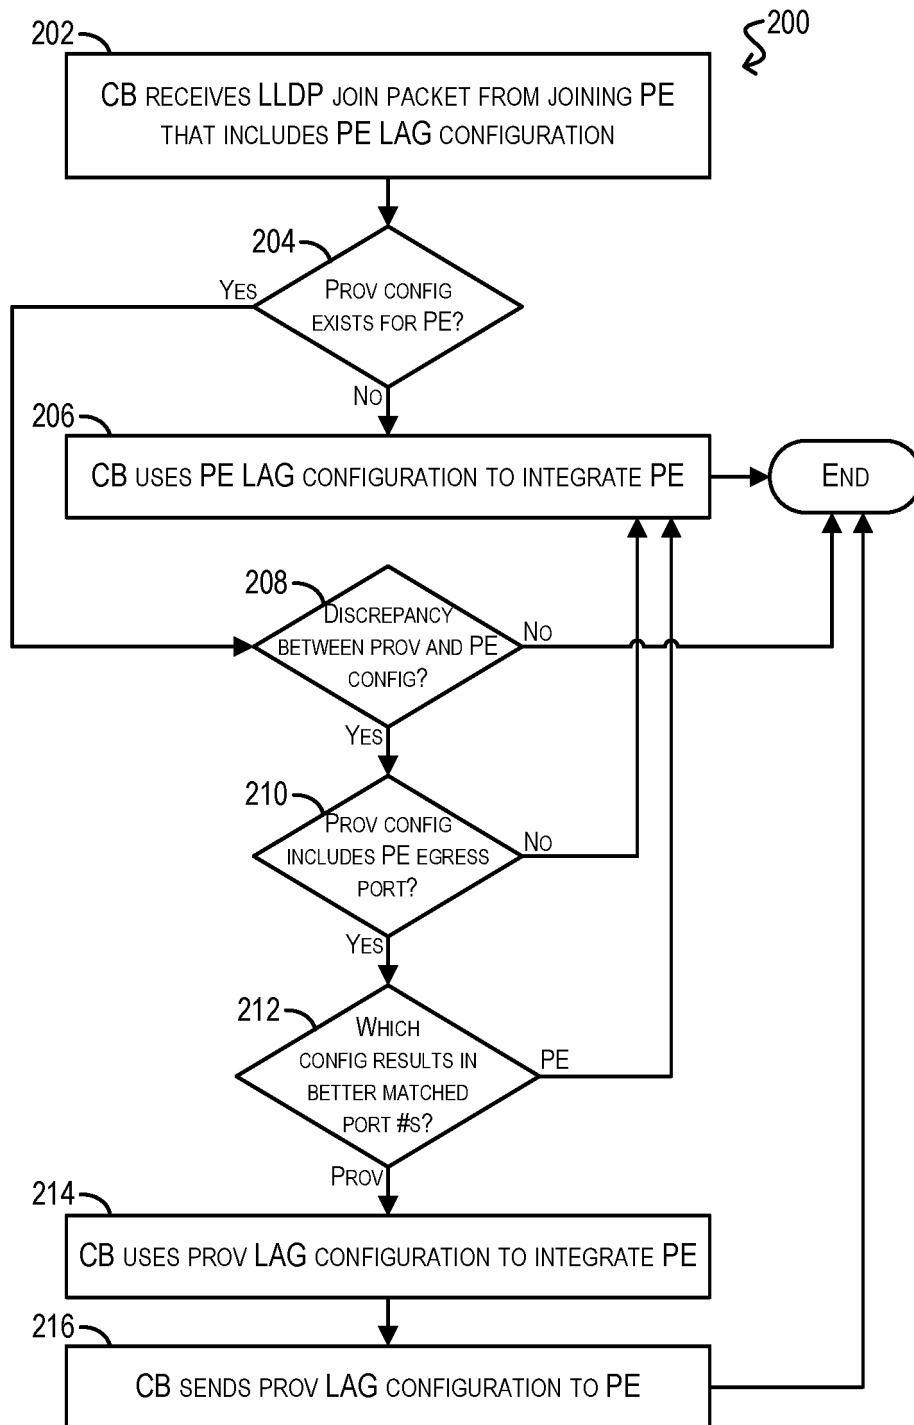 200
202
CB RECEIVES LLDP JOIN PACKET FROM JOINING PE
THAT INCLUDES PE LAG CONFIGURATION
204
YES
PROV CONFIG
EXISTS FOR PE?
NO
206
CB USES PE LAG CONFIGURATION TO INTEGRATE PE
END
208
DISCREPANCY
BETWEEN PROV AND PE
CONFIG?
NO
YES
210
PROV CONFIG
INCLUDES PE EGRESS
PORT?
NO
YES
212
WHICH
CONFIG RESULTS IN
BETTER MATCHED
PORT #S?
PE
PROV
214
CB USES PROV LAG CONFIGURATION TO INTEGRATE PE
216
CB SENDS PROV LAG CONFIGURATION TO PE